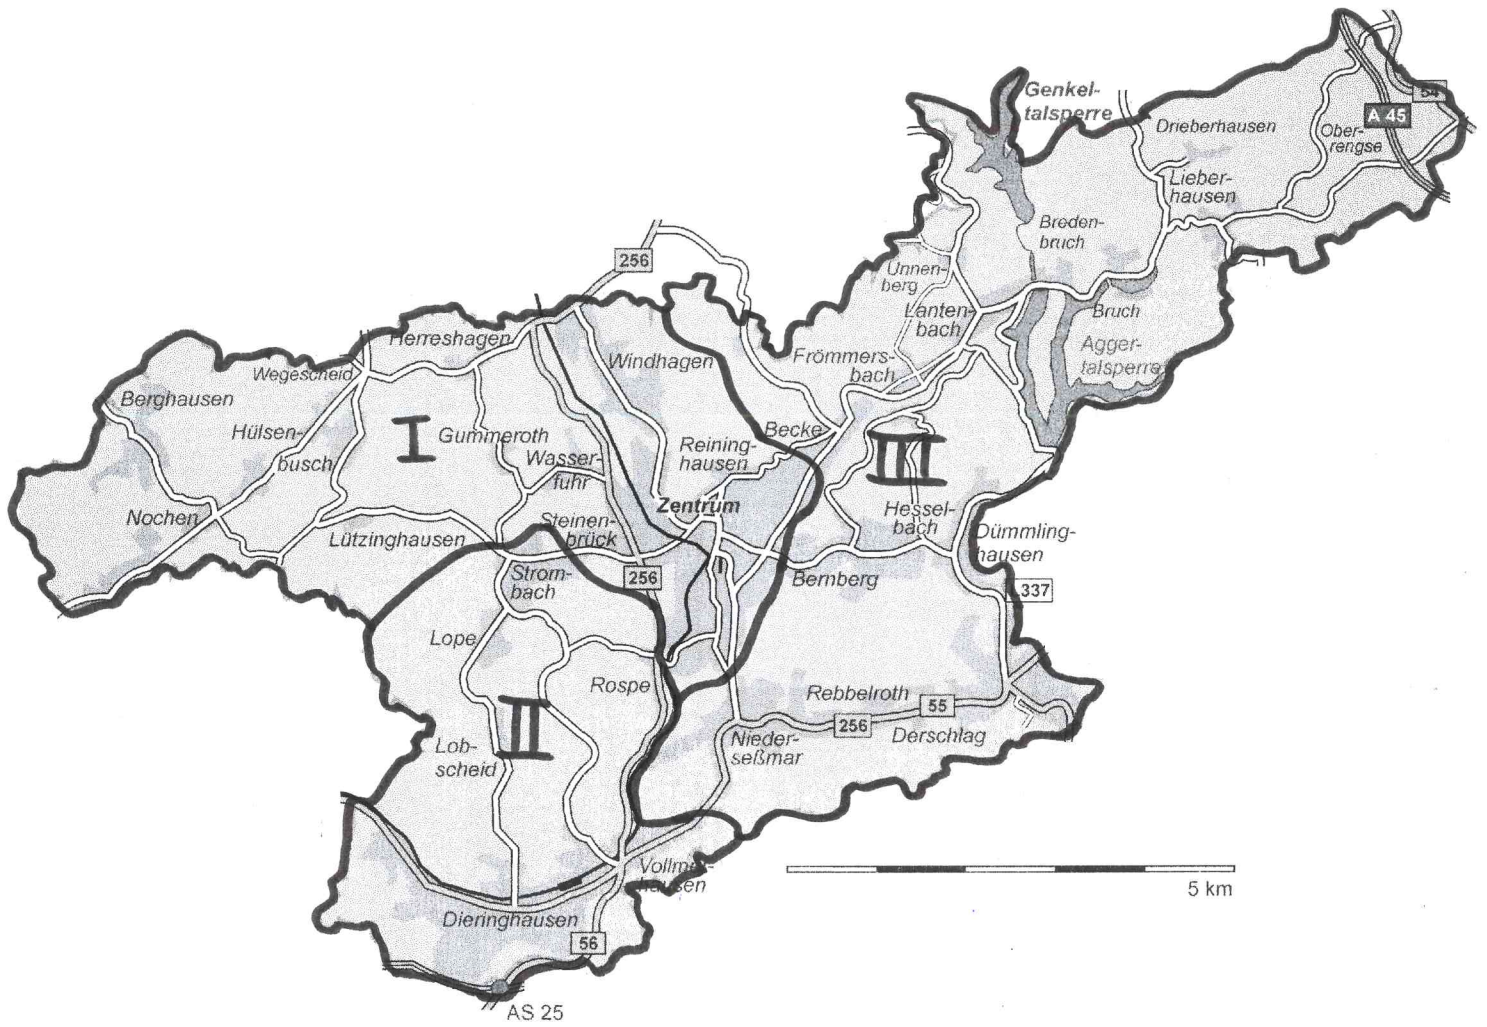 Genkel-
talsperre
54
A 45
Drieberhausen
Ober-
rengse
Lieber-
hausen
Breden-
bruch
256
Unnen-
berg
Lanten-
bach
Bruch
Herreshagen
Windhagen
Frömmers-
bach
Agger-
talsperre
Wegescheid
Berghausen
Hülsen-
busch
I
Gummeroth
Wasser-
fuhr
Reining-
hausen
Becke
III
Zentrum
Nochen
Lützinghausen
Steinen-
brück
Hessel-
bach
Dümmling-
hausen
Strom-
bach
256
Bernberg
L337
Lope
Rospe
Rebbelroth
55
256
Derschlag
II
Lob-
scheid
Nieder-
seßmar
Vollmer-
hausen
5 km
Dieringhausen
56
AS 25